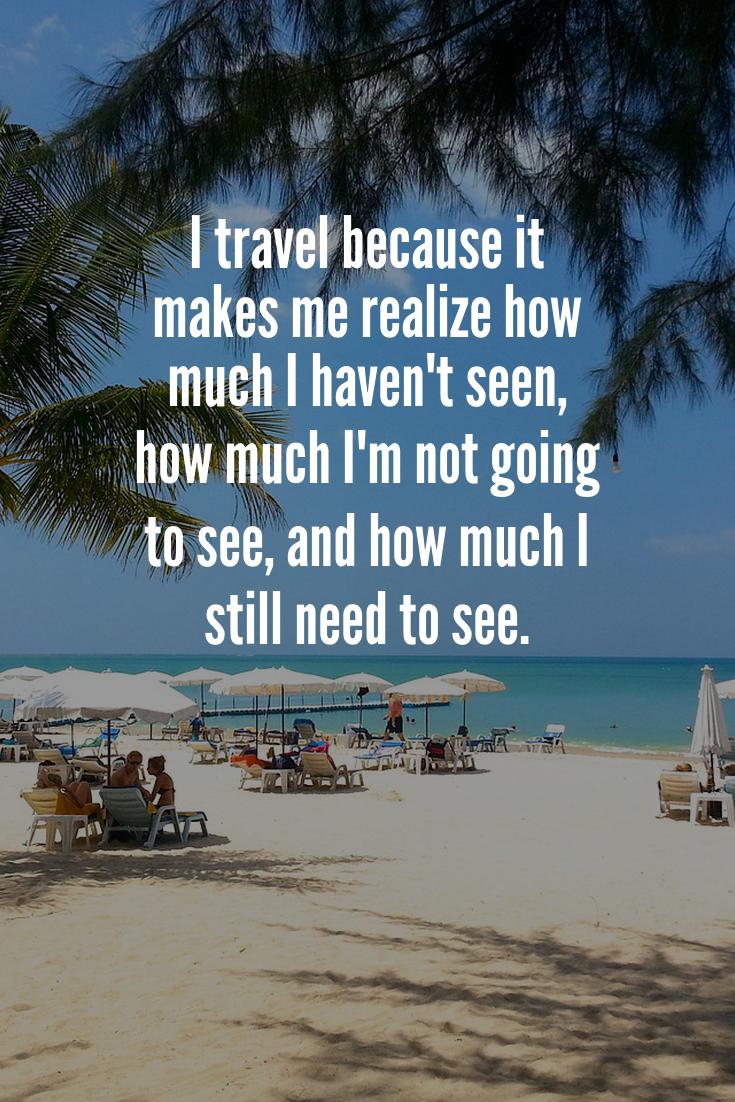 I travel because it
makes me realize how
much I haven't seen,
how much I'm not going
to see, and how much I
still need to see.